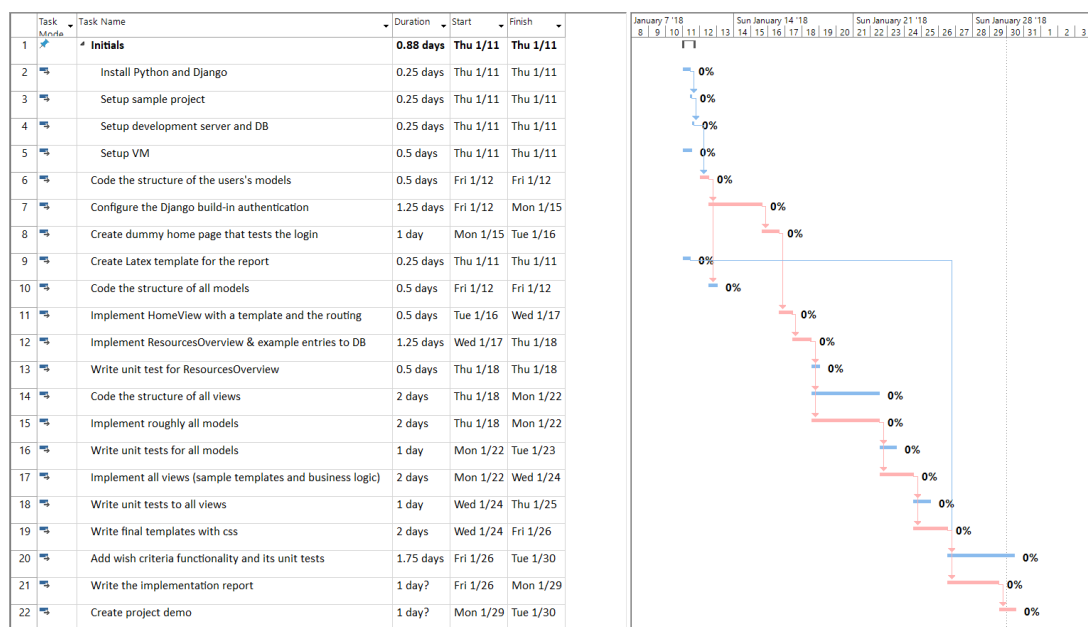 Task Mode Task Name Duration Start Finish
January 7 '18 Sun January 14 '18 Sun January 21 '18 Sun January 28 '18
8 9 10 11 12 13 14 15 16 17 18 19 20 21 22 23 24 25 26 27 28 29 30 31 1 2 3
1 Initials 0.88 days Thu 1/11 Thu 1/11
2 Install Python and Django 0.25 days Thu 1/11 Thu 1/11 0%
3 Setup sample project 0.25 days Thu 1/11 Thu 1/11 0%
4 Setup development server and DB 0.25 days Thu 1/11 Thu 1/11 0%
5 Setup VM 0.5 days Thu 1/11 Thu 1/11 0%
6 Code the structure of the users's models 0.5 days Fri 1/12 Fri 1/12 0%
7 Configure the Django build-in authentication 1.25 days Fri 1/12 Mon 1/15 0%
8 Create dummy home page that tests the login 1 day Mon 1/15 Tue 1/16 0%
9 Create Latex template for the report 0.25 days Thu 1/11 Thu 1/11 0%
10 Code the structure of all models 0.5 days Fri 1/12 Fri 1/12 0%
11 Implement HomeView with a template and the routing 0.5 days Tue 1/16 Wed 1/17 0%
12 Implement ResourcesOverview & example entries to DB 1.25 days Wed 1/17 Thu 1/18 0%
13 Write unit test for ResourcesOverview 0.5 days Thu 1/18 Thu 1/18 0%
14 Code the structure of all views 2 days Thu 1/18 Mon 1/22 0%
15 Implement roughly all models 2 days Thu 1/18 Mon 1/22 0%
16 Write unit tests for all models 1 day Mon 1/22 Tue 1/23 0%
17 Implement all views (sample templates and business logic) 2 days Mon 1/22 Wed 1/24 0%
18 Write unit tests to all views 1 day Wed 1/24 Thu 1/25 0%
19 Write final templates with css 2 days Wed 1/24 Fri 1/26 0%
20 Add wish criteria functionality and its unit tests 1.75 days Fri 1/26 Tue 1/30 0%
21 Write the implementation report 1 day? Fri 1/26 Mon 1/29 0%
22 Create project demo 1 day? Mon 1/29 Tue 1/30 0%